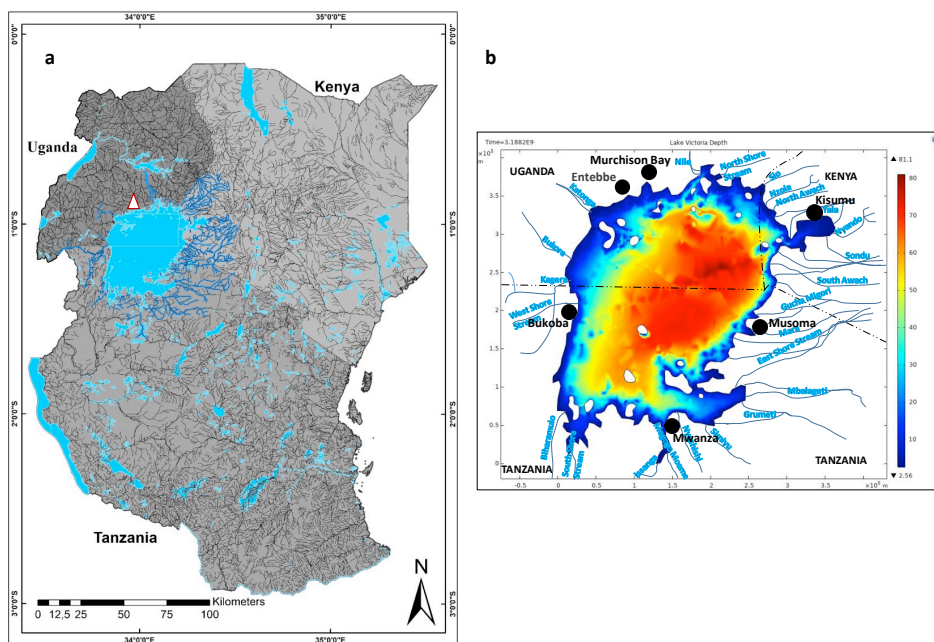 a
34°0'0"E
35°0'0"E
0°0'0"
0°0'0"S
Kenya
Uganda
1°0'0"S
1°0'0"S
2°0'0"S
2°0'0"S
Tanzania
N
Kilometers
0 12,5 25 50 75 100
3°0'0"S
3°0'0"S
34°0'0"E
35°0'0"E
b
Time=3.1882E9
Lake Victoria Depth
×10⁵ m
▲ 81.1
UGANDA
Murchison Bay
Entebbe
Nile
North Shore
Stream
Sio
KENYA
Nzoia
North Awach
Kisumu
Yala
Nyando
Katonga
Bukora
Sondu
South Awach
Kagera
Gucha Migori
West Shore
Stream
Bukoba
Musoma
Mara
East Shore Stream
Mbalageti
Grumeti
Biharamulo
Stream
Mwanza
TANZANIA
TANZANIA
4
3.5
3
2.5
2
1.5
1
0.5
0
-0.5
0
0.5
1
1.5
2
2.5
3
3.5
4
×10⁵ m
80
70
60
50
40
30
20
10
▼ 2.56